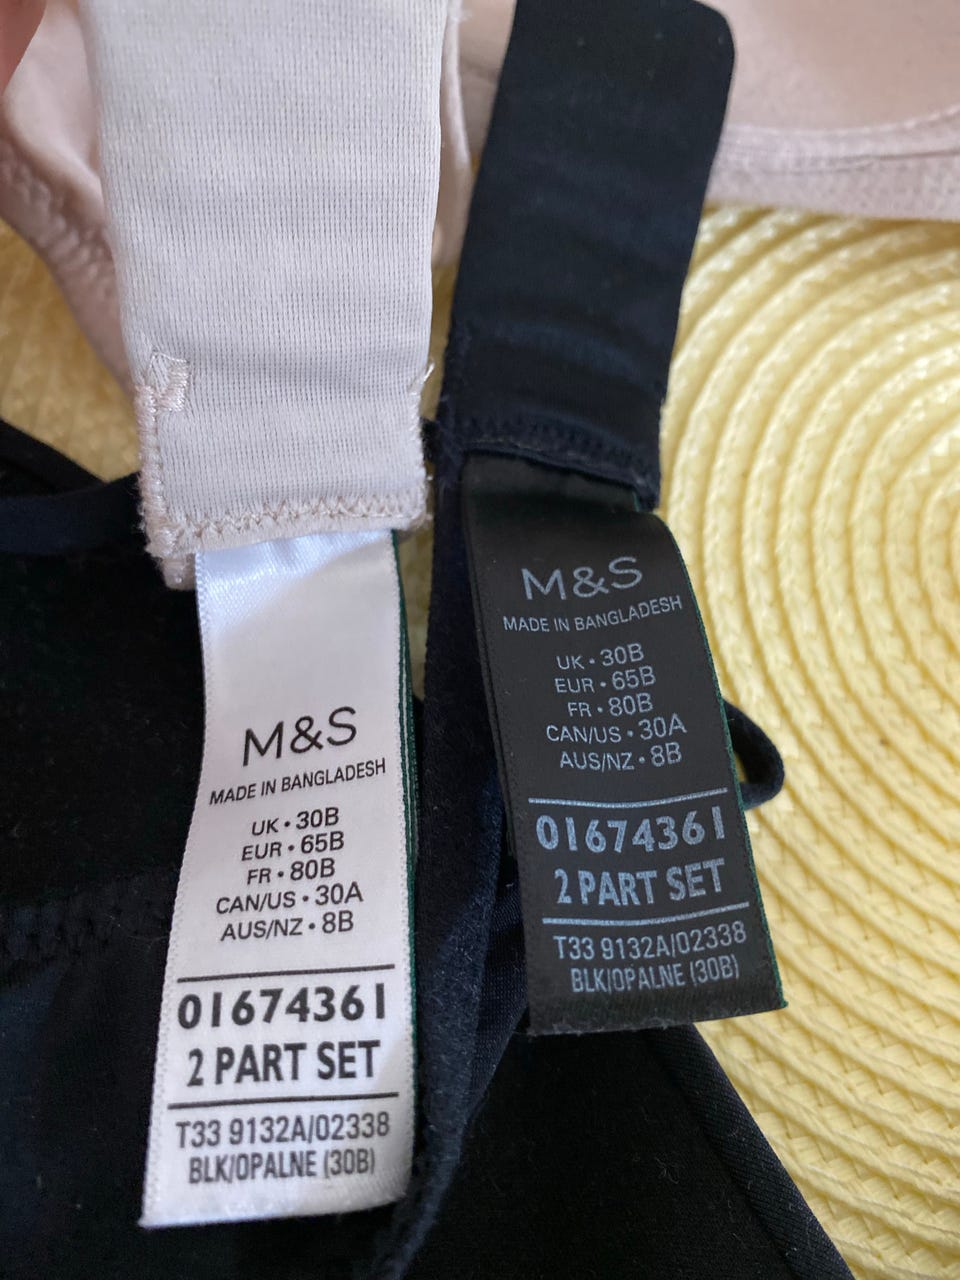 M&S
MADE IN BANGLADESH
UK • 30B
EUR • 65B
FR • 80B
CAN/US • 30A
AUS/NZ • 8B
01674361
2 PART SET
T33 9132A/02338
BLK/OPALNE (30B)
M&S
MADE IN BANGLADESH
UK • 30B
EUR • 65B
FR • 80B
CAN/US • 30A
AUS/NZ • 8B
01674361
2 PART SET
T33 9132A/02338
BLK/OPALNE (30B)